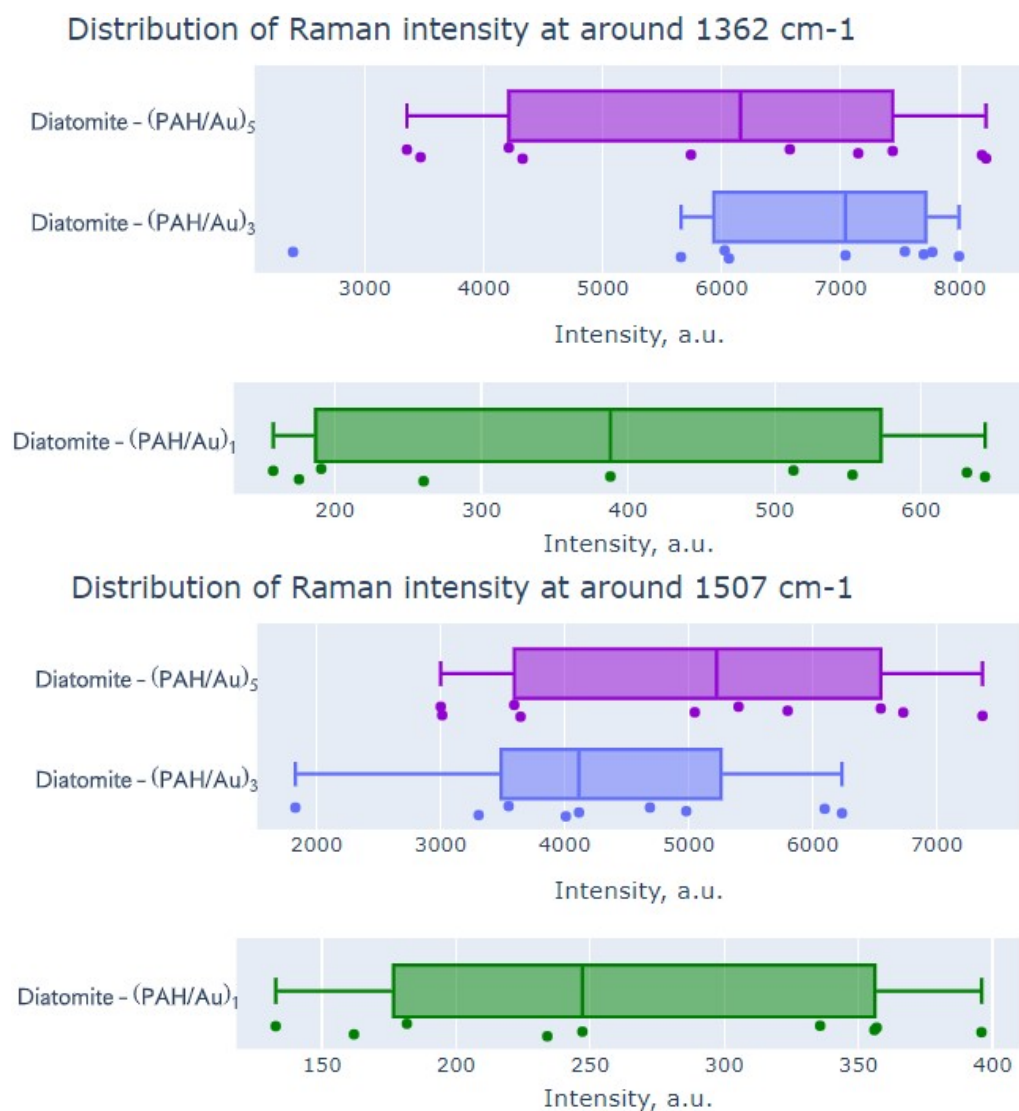 Distribution of Raman intensity at around 1362 cm-1
Diatomite - (PAH/Au)₅
Diatomite - (PAH/Au)₃
3000 4000 5000 6000 7000 8000
Intensity, a.u.
Diatomite - (PAH/Au)₁
200 300 400 500 600
Intensity, a.u.
Distribution of Raman intensity at around 1507 cm-1
Diatomite - (PAH/Au)₅
Diatomite - (PAH/Au)₃
2000 3000 4000 5000 6000 7000
Intensity, a.u.
Diatomite - (PAH/Au)₁
150 200 250 300 350 400
Intensity, a.u.